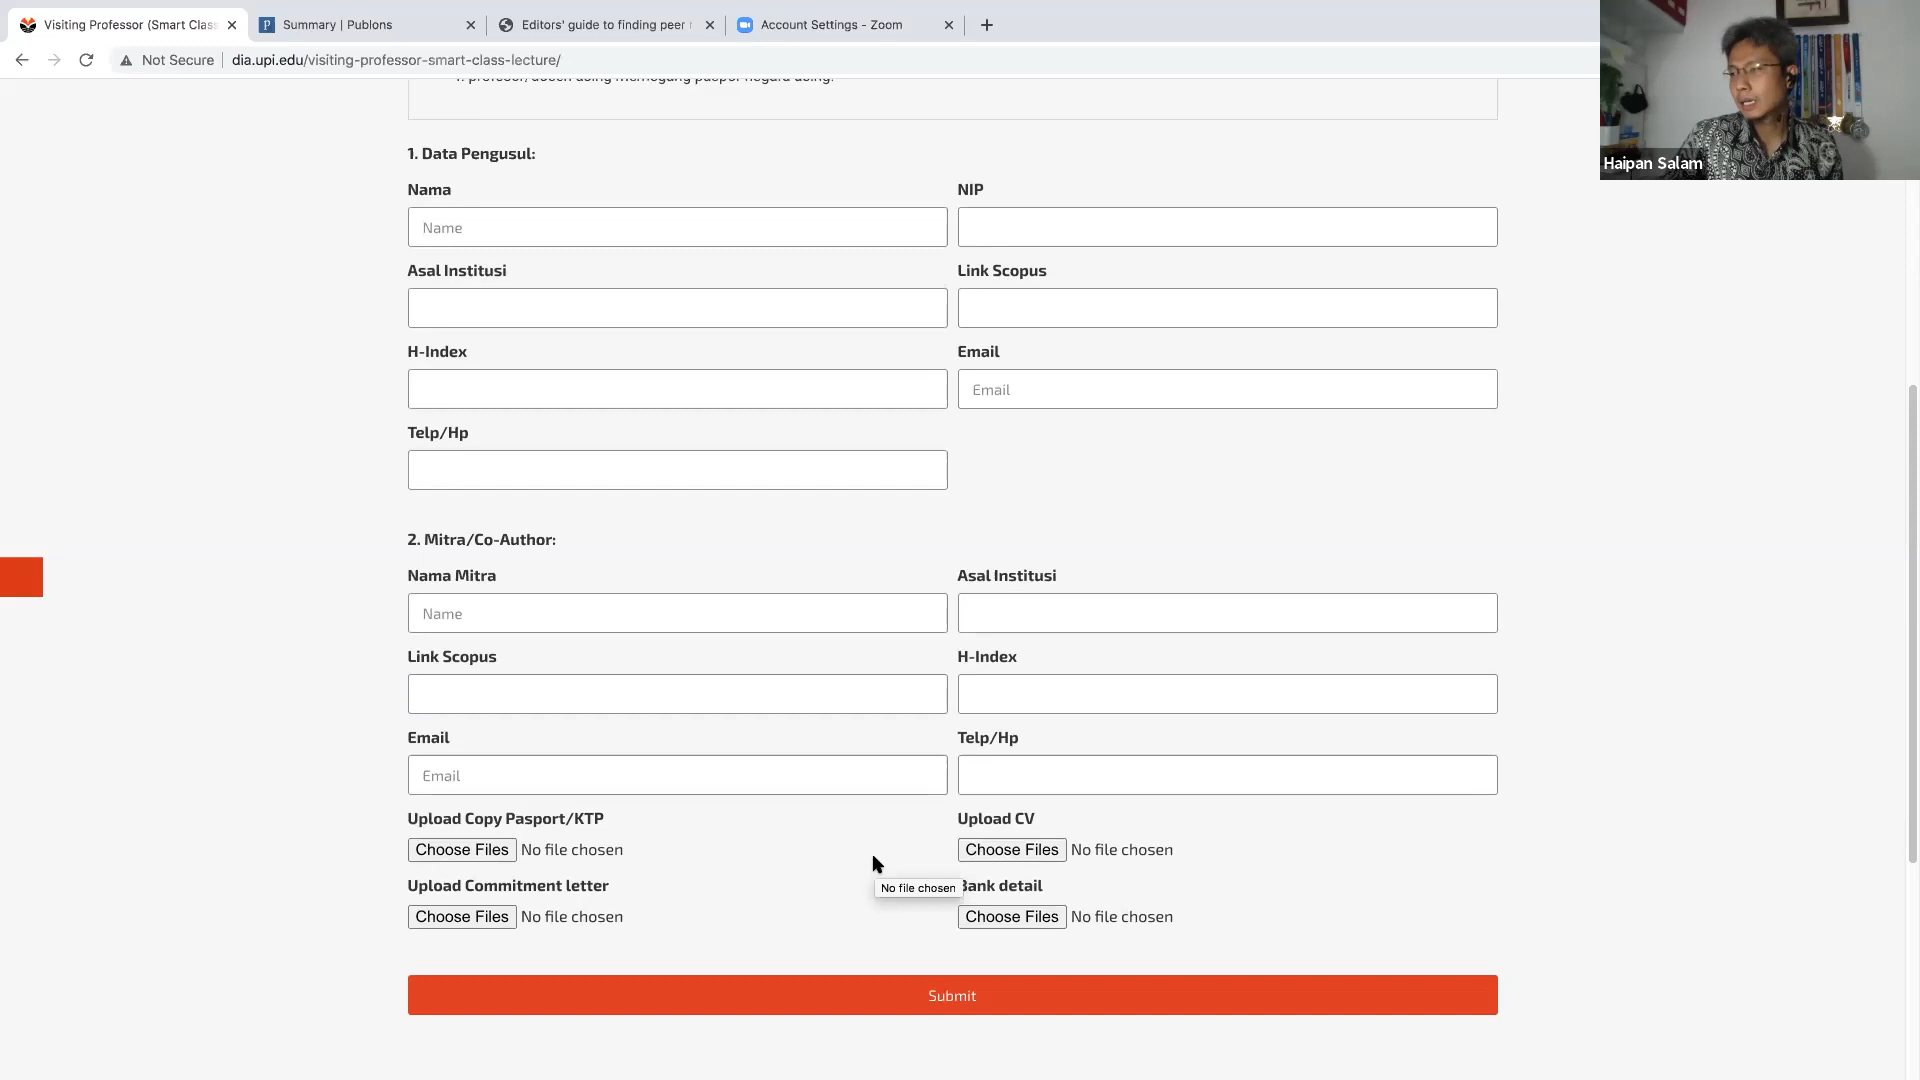 Visiting Professor (Smart Class
Summary | Publons
Editors' guide to finding peer
Account Settings - Zoom
Not Secure
dia.upi.edu/visiting-professor-smart-class-lecture/
Haipan Salam
1. Data Pengusul:
Nama
NIP
Name
Asal Institusi
Link Scopus
H-Index
Email
Email
Telp/Hp
2. Mitra/Co-Author:
Nama Mitra
Asal Institusi
Name
Link Scopus
H-Index
Email
Telp/Hp
Email
Upload Copy Pasport/KTP
Upload CV
Choose Files No file chosen
Choose Files No file chosen
Upload Commitment letter
No file chosen
Bank detail
Choose Files No file chosen
Choose Files No file chosen
Submit